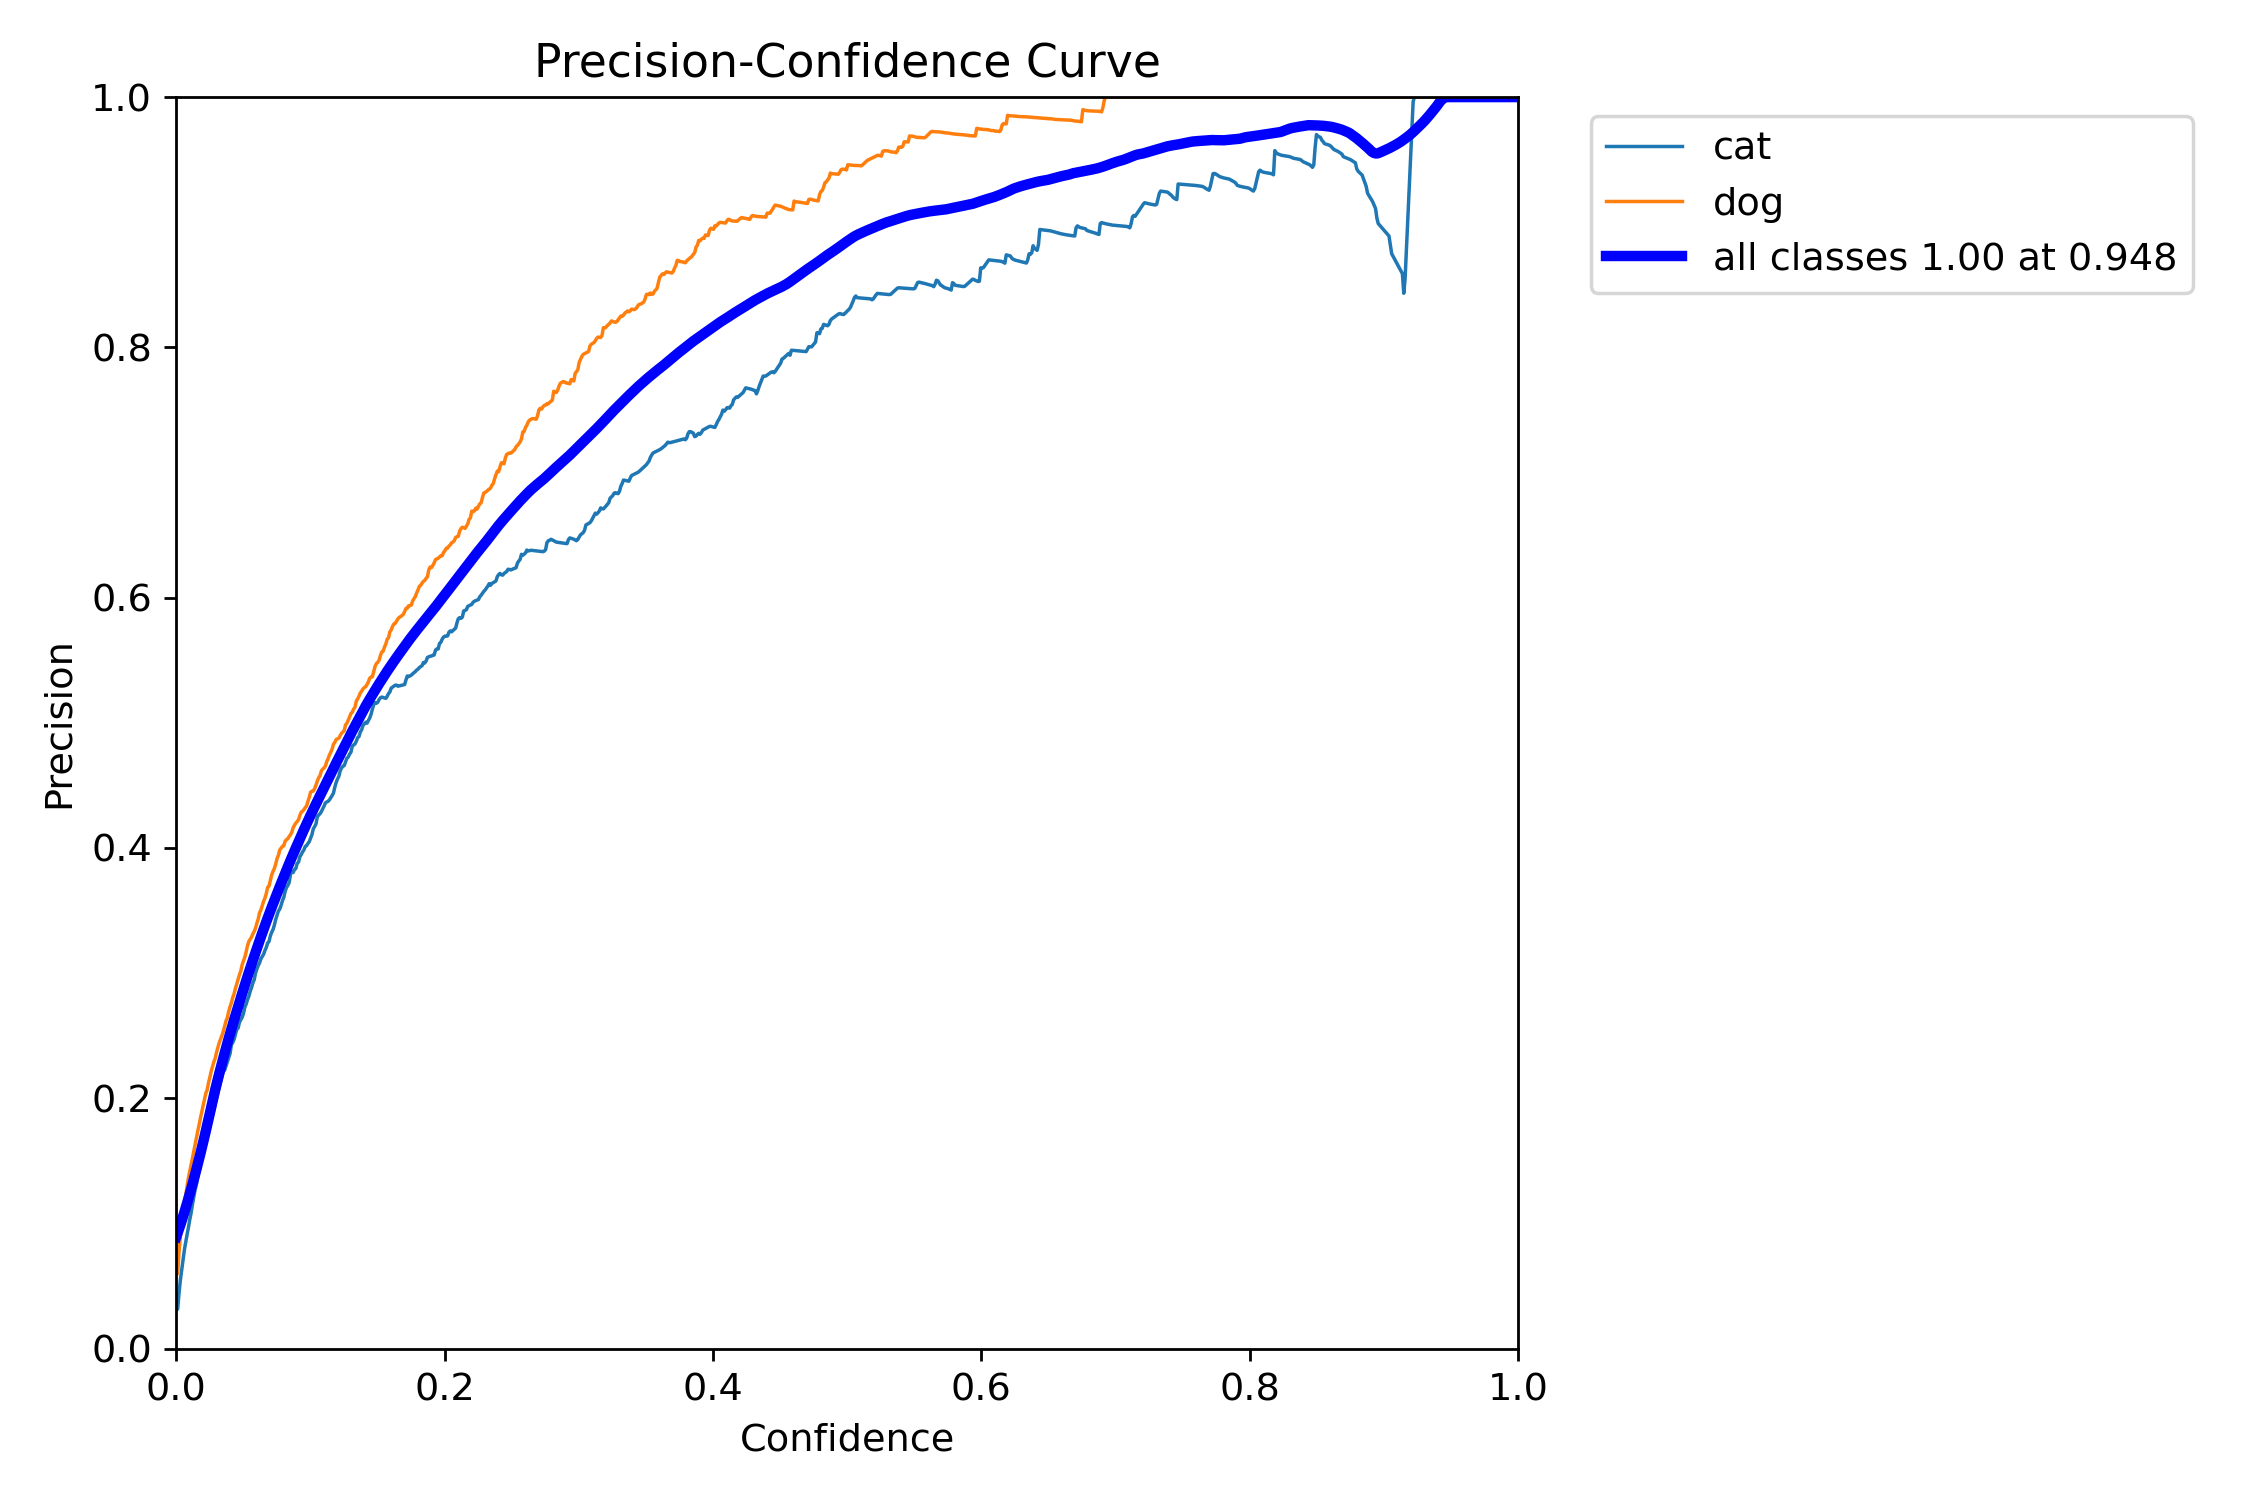 Precision-Confidence Curve
1.0
0.8
0.6
0.4
0.2
0.0
Precision
0.0 0.2 0.4 0.6 0.8 1.0
Confidence
cat
dog
all classes 1.00 at 0.948